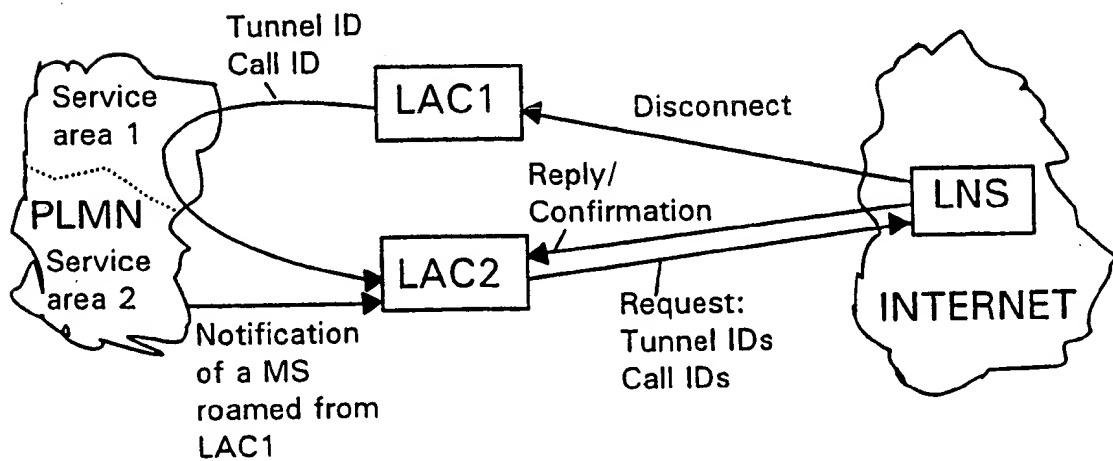 Tunnel ID
Call ID
Service
area 1
LAC1
Disconnect
PLMN
Reply/
Confirmation
LNS
Service
area 2
LAC2
INTERNET
Request:
Tunnel IDs
Call IDs
Notification
of a MS
roamed from
LAC1